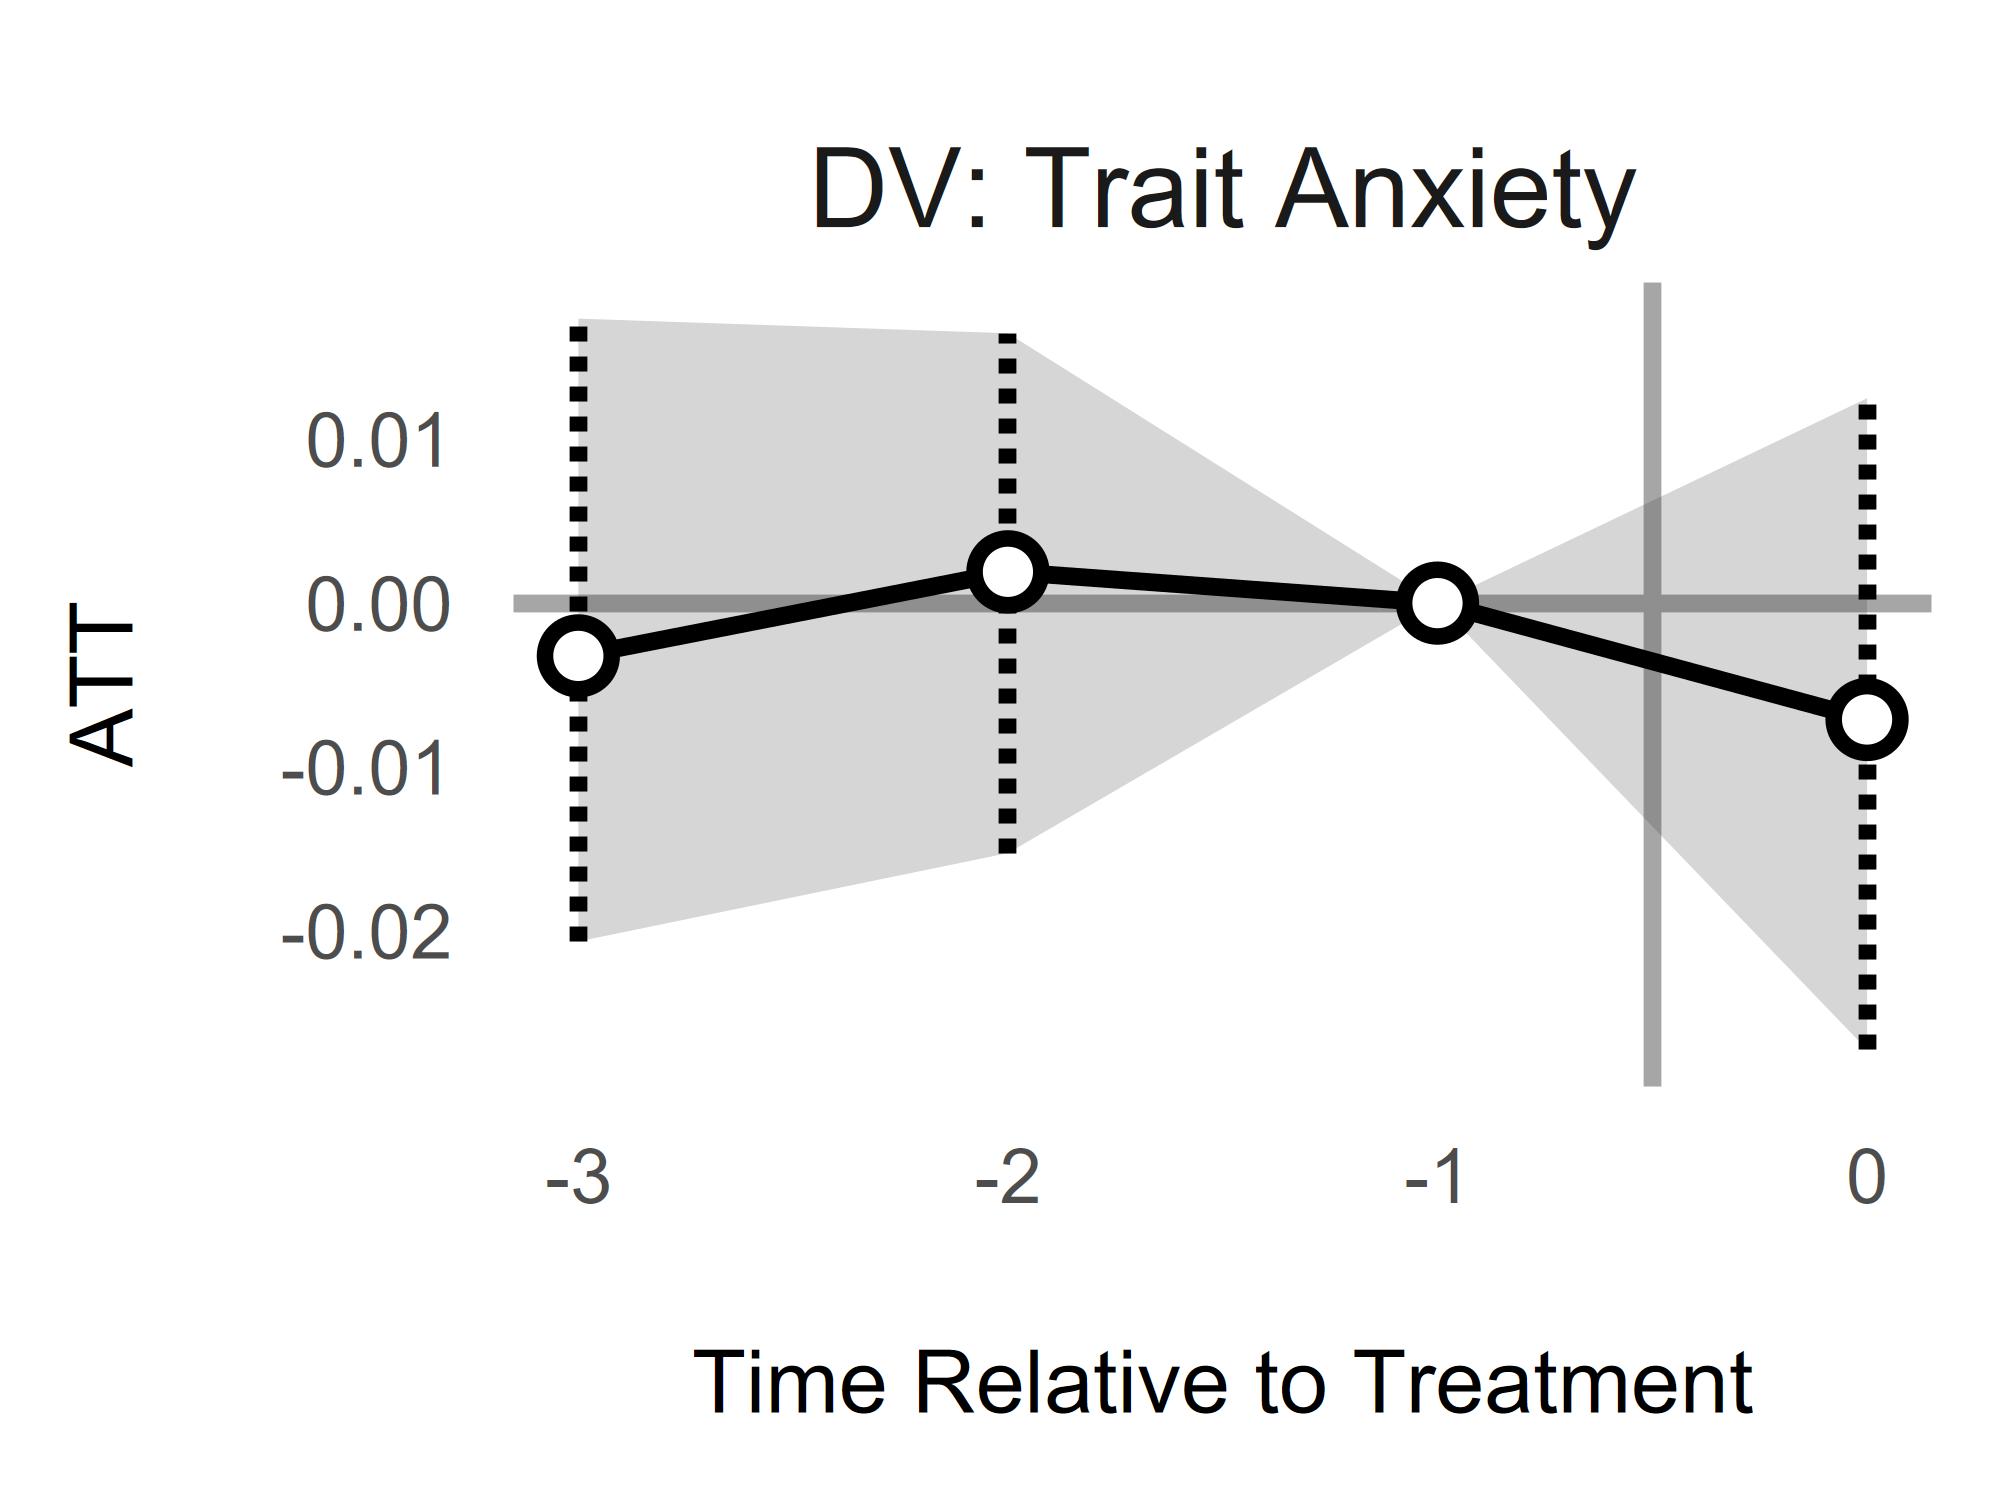 DV: Trait Anxiety
ATT
0.01
0.00
-0.01
-0.02
-3 -2 -1 0
Time Relative to Treatment